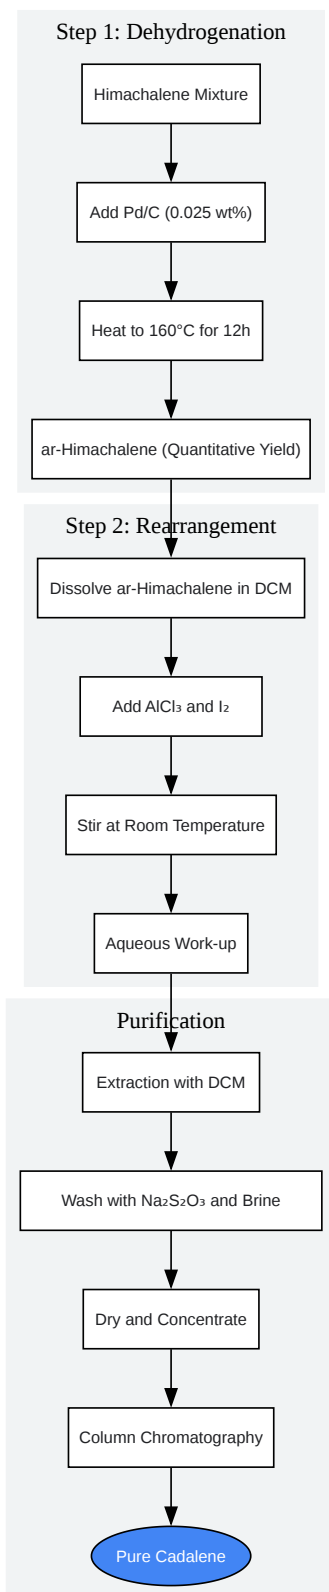 Step 1: Dehydrogenation
Himachalene Mixture
Add Pd/C (0.025 wt%)
Heat to 160°C for 12h
ar-Himachalene (Quantitative Yield)
Step 2: Rearrangement
Dissolve ar-Himachalene in DCM
Add AlCl₃ and I₂
Stir at Room Temperature
Aqueous Work-up
Purification
Extraction with DCM
Wash with Na₂S₂O₃ and Brine
Dry and Concentrate
Column Chromatography
Pure Cadalene